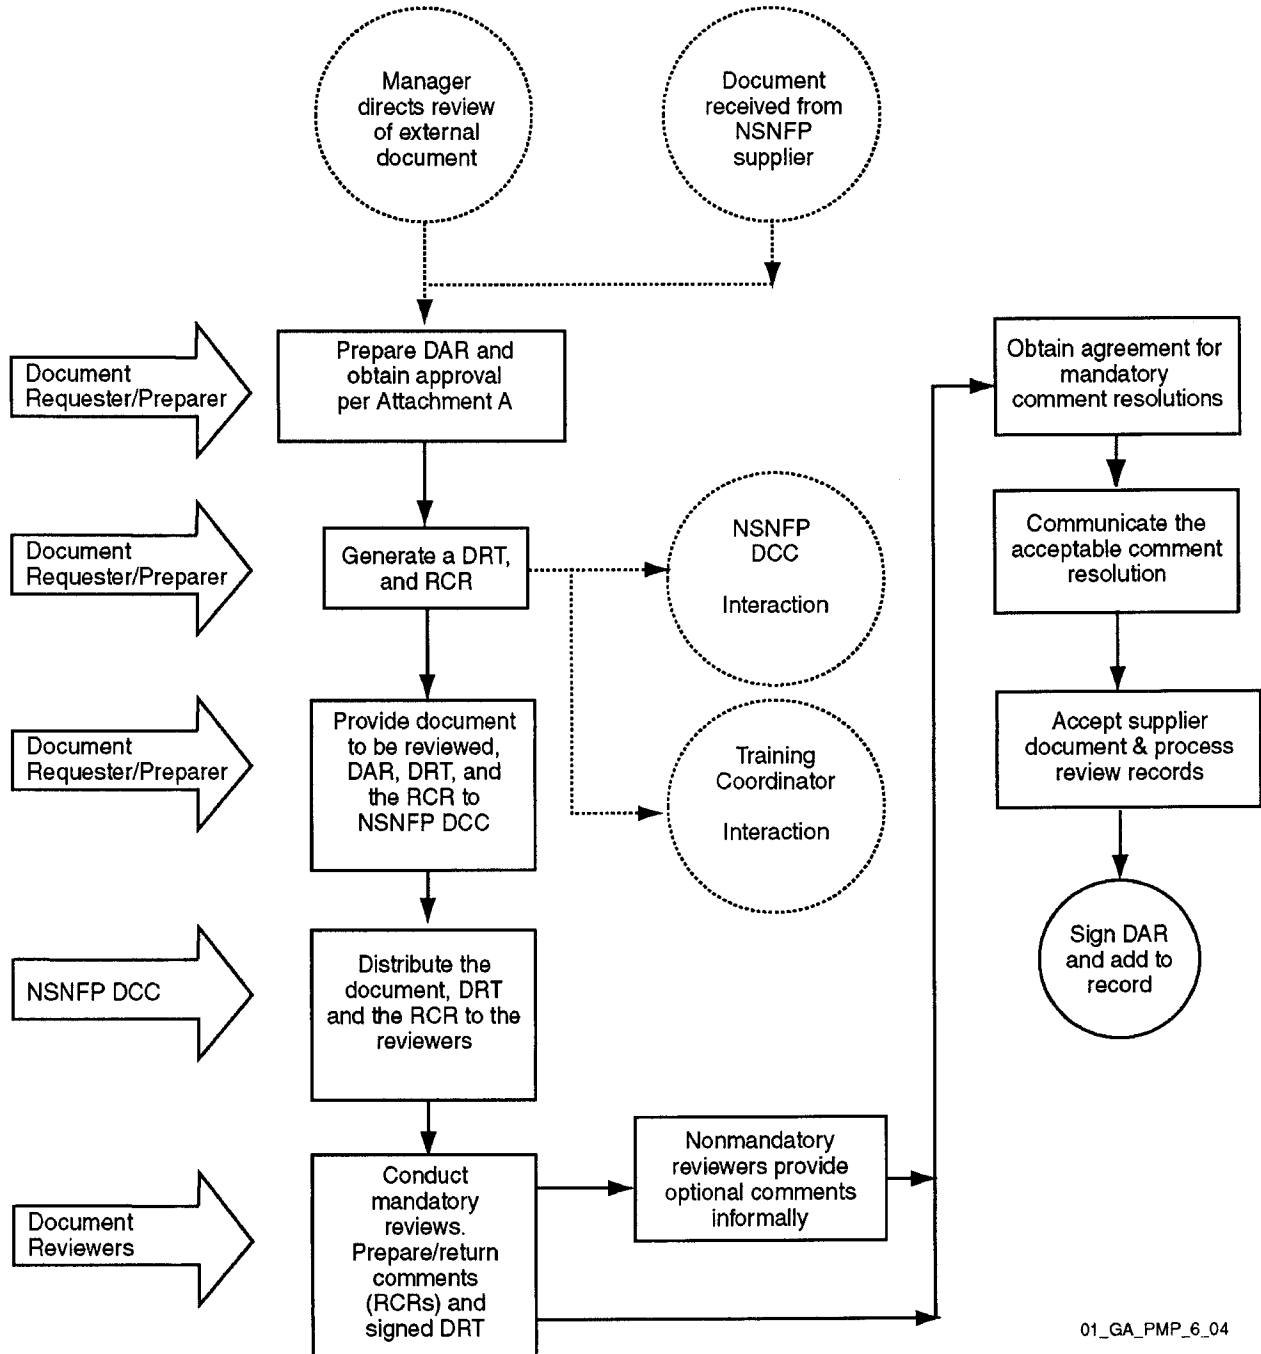 Manager
directs review
of external
document
Document
received from
NSNFP
supplier
Document
Requester/Preparer
Prepare DAR and
obtain approval
per Attachment A
Document
Requester/Preparer
Generate a DRT,
and RCR
NSNFP
DCC
Interaction
Document
Requester/Preparer
Provide document
to be reviewed,
DAR, DRT, and
the RCR to
NSNFP DCC
Training
Coordinator
Interaction
NSNFP DCC
Distribute the
document, DRT
and the RCR to the
reviewers
Document
Reviewers
Conduct
mandatory
reviews.
Prepare/return
comments
(RCRs) and
signed DRT
Nonmandatory
reviewers provide
optional comments
informally
Obtain agreement for
mandatory
comment resolutions
Communicate the
acceptable comment
resolution
Accept supplier
document & process
review records
Sign DAR
and add to
record
01_GA_PMP_6_04